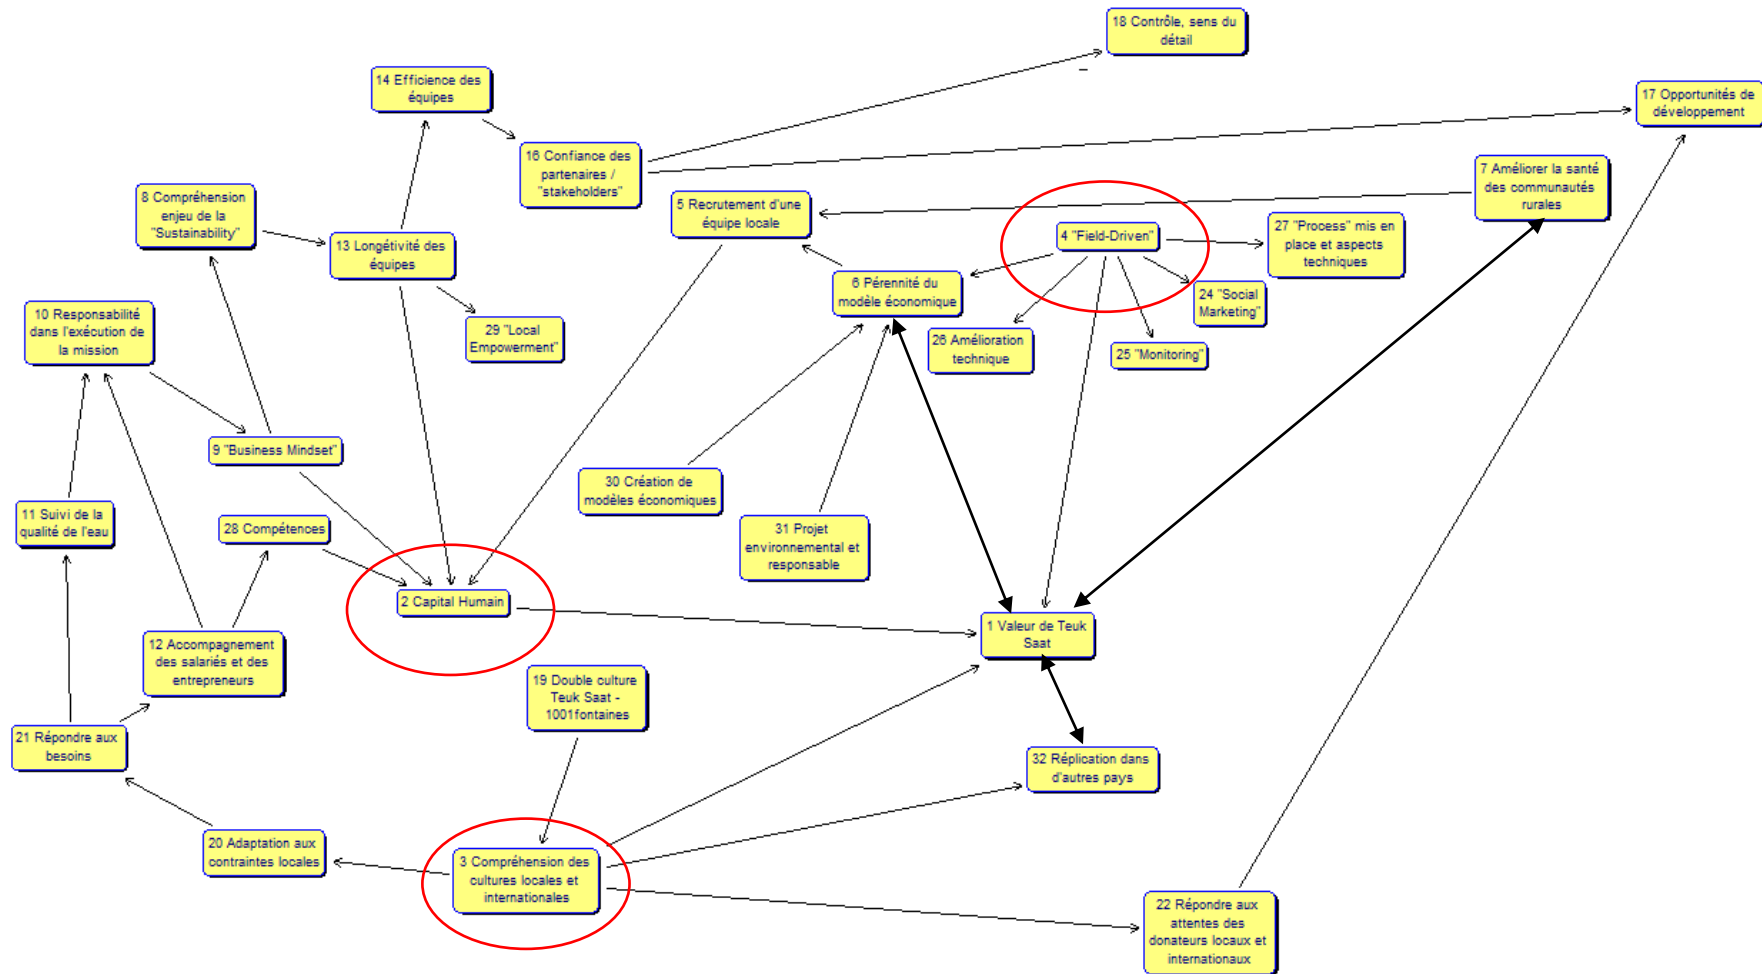 18 Contrôle, sens du
détail
–
14 Efficience des
équipes
17 Opportunités de
développement
16 Confiance des
partenaires /
"stakeholders"
7 Améliorer la santé
des communautés
rurales
8 Compréhension
enjeu de la
"Sustainability"
5 Recrutement d'une
équipe locale
4 "Field-Driven"
27 "Process" mis en
place et aspects
techniques
13 Longétivité des
équipes
6 Pérennité du
modèle économique
24 "Social
Marketing"
10 Responsabilité
dans l'exécution de
la mission
29 "Local
Empowerment"
26 Amélioration
technique
25 "Monitoring"
9 "Business Mindset"
30 Création de
modèles économiques
11 Suivi de la
qualité de l'eau
28 Compétences
31 Projet
environnemental et
responsable
2 Capital Humain
1 Valeur de Teuk
Saat
12 Accompagnement
des salariés et des
entrepreneurs
19 Double culture
Teuk Saat -
1001fontaines
21 Répondre aux
besoins
32 Réplication dans
d'autres pays
20 Adaptation aux
contraintes locales
3 Compréhension des
cultures locales et
internationales
22 Répondre aux
attentes des
donateurs locaux et
internationaux